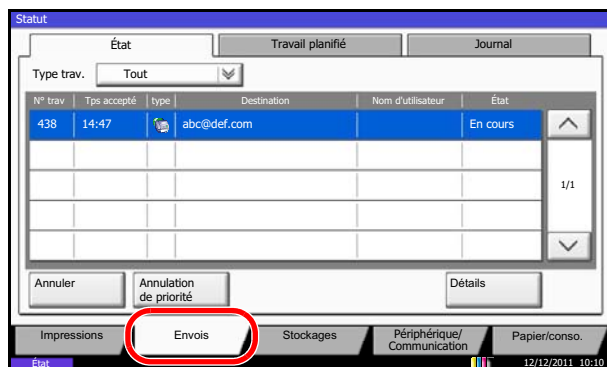 Statut
État Travail planifié Journal
Type trav. Tout
N° trav Tps accepté type Destination Nom d'utilisateur État
438 14:47 abc@def.com En cours
1/1
Annuler Annulation de priorité Détails
Impressions Envois Stockages Périphérique/ Communication Papier/conso.
État 12/12/2011 10:10